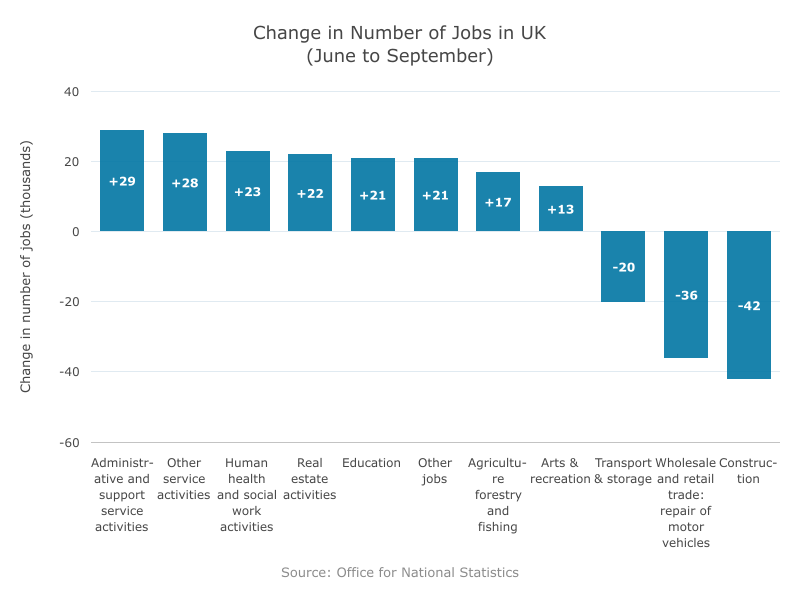 Change in Number of Jobs in UK
(June to September)
Change in number of jobs (thousands)
40
20
0
-20
-40
-60
+29
+28
+23
+22
+21
+21
+17
+13
-20
-36
-42
Administr-
ative and
support
service
activities
Other
service
activities
Human
health
and social
work
activities
Real
estate
activities
Education
Other
jobs
Agricultu-
re
forestry
and
fishing
Arts &
recreation
Transport
& storage
Wholesale
and retail
trade:
repair of
motor
vehicles
Construc-
tion
Source: Office for National Statistics